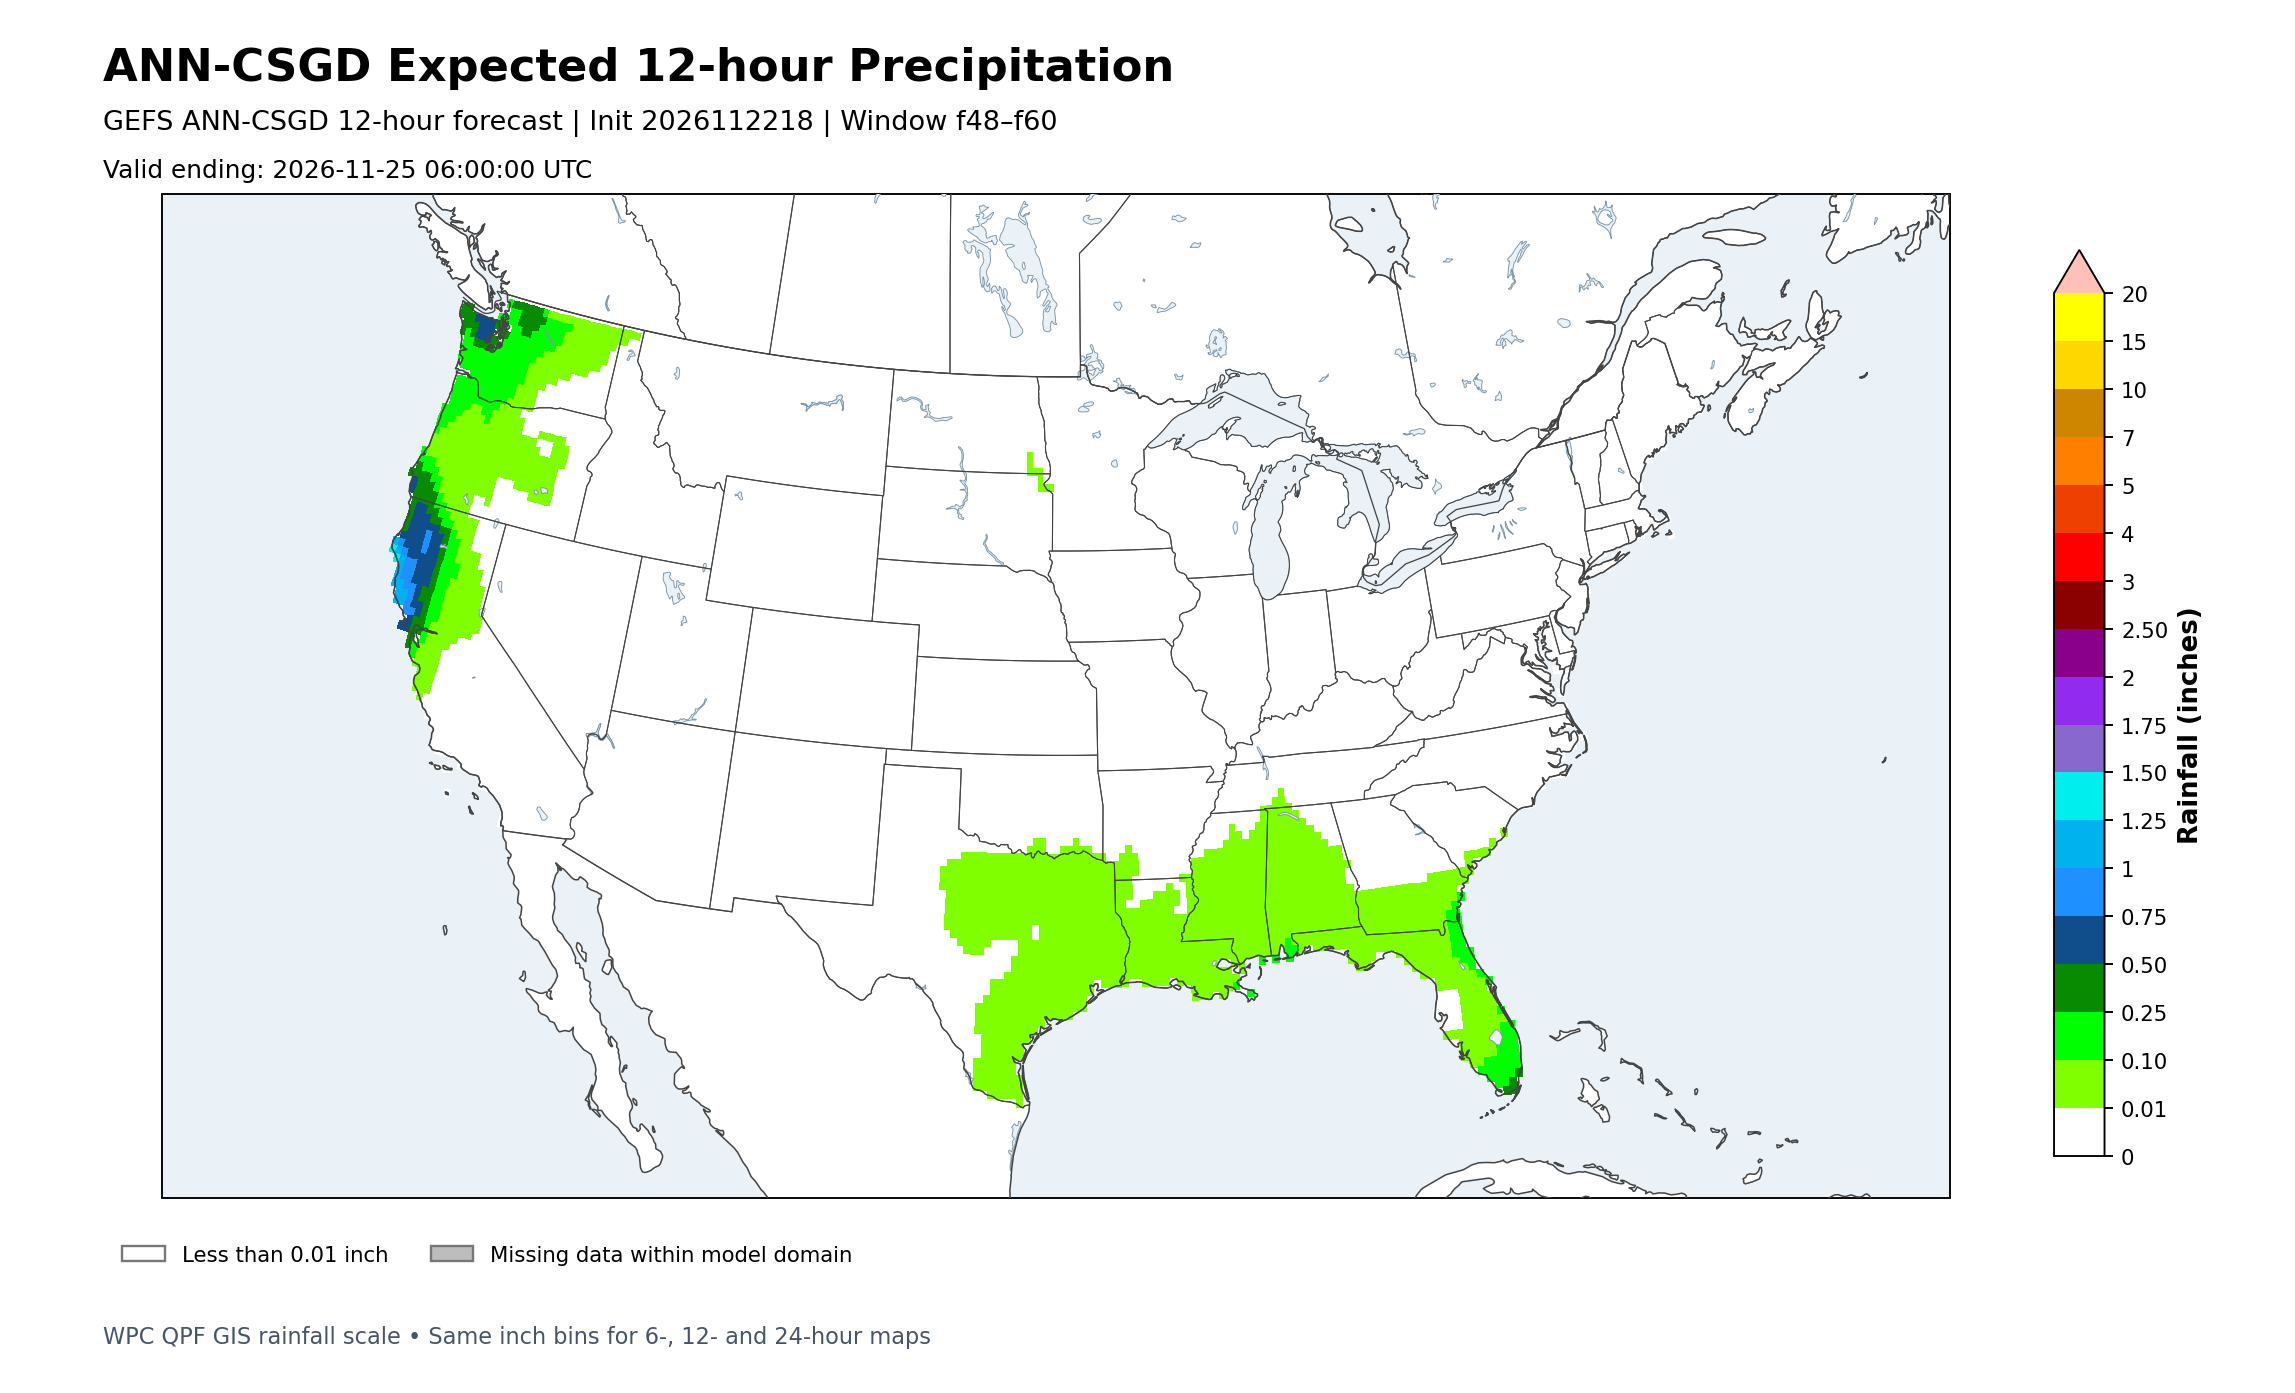 ANN-CSGD Expected 12-hour Precipitation
GEFS ANN-CSGD 12-hour forecast | Init 2026112218 | Window f48–f60
Valid ending: 2026-11-25 06:00:00 UTC
20
15
10
7
5
4
3
2.50
2
1.75
1.50
1.25
1
0.75
0.50
0.25
0.10
0.01
0
Rainfall (inches)
Less than 0.01 inch
Missing data within model domain
WPC QPF GIS rainfall scale • Same inch bins for 6-, 12- and 24-hour maps